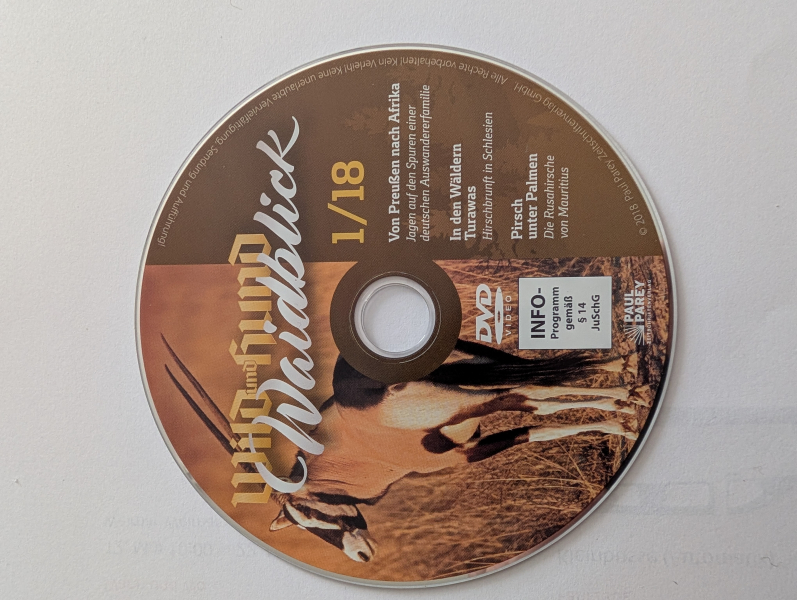 Alle Rechte vorbehalten! Kein Verleih! Keine unerlaubte Vervielfältigung, Sendung und Aufführung!
Wild und Hund
Waidblick
1/18
Von Preußen nach Afrika
Jagen auf den Spuren einer
deutschen Auswandererfamilie
In den Wäldern
Turawas
Hirschbrunft in Schlesien
Pirsch
unter Palmen
Die Rusahirsche
von Mauritius
DVD
VIDEO
INFO-
Programm
gemäß
§ 14
JuSchG
PAUL
PAREY
© 2018 Paul Parey Zeitschriftenverlag GmbH.